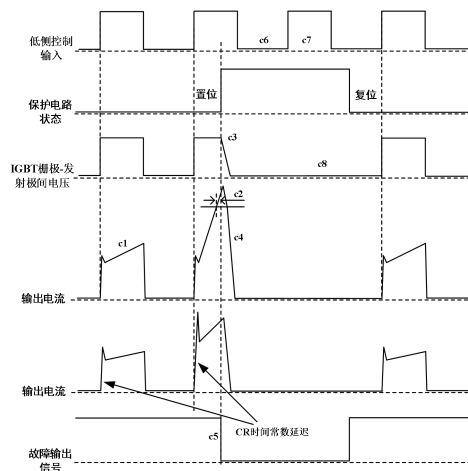 低侧控制
输入
c6
c7
保护电路
状态
置位
复位
c3
IGBT栅极-发
射极间电压
c8
c2
c1
c4
输出电流
输出电流
CR时间常数延迟
c5
故障输出
信号